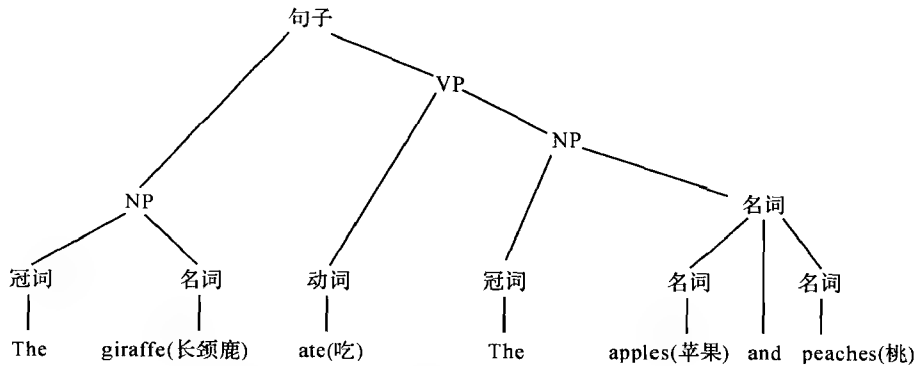 句子
VP
NP
NP
名词
冠词 名词 动词 冠词 名词 名词
The giraffe(长颈鹿) ate(吃) The apples(苹果) and peaches(桃)